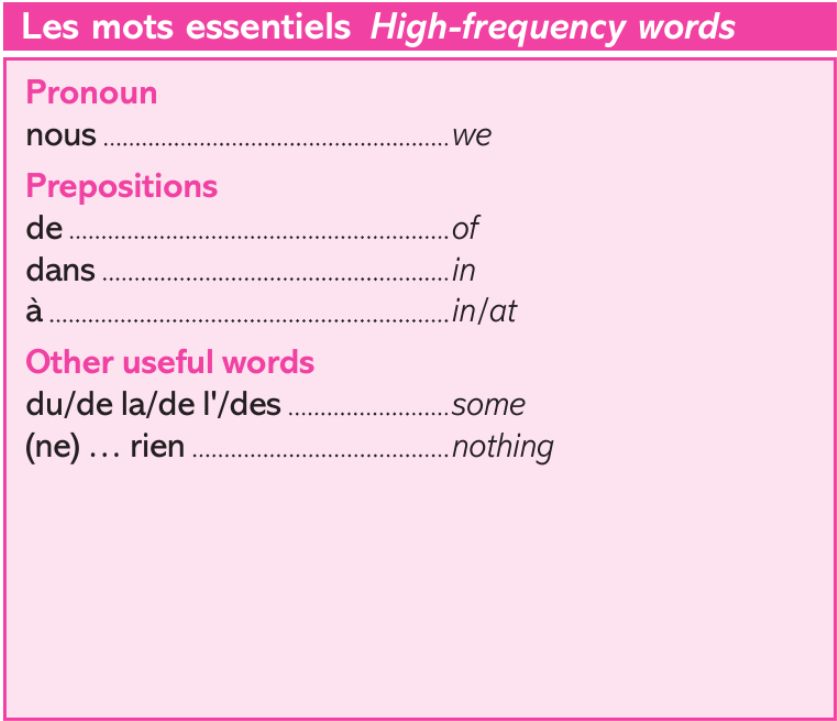 Les mots essentiels High-frequency words
Pronoun
nous ........................................................ we
Prepositions
de ............................................................. of
dans ........................................................ in
à ................................................................ in/at
Other useful words
du/de la/de l'/des .......................... some
(ne) ... rien .......................................... nothing